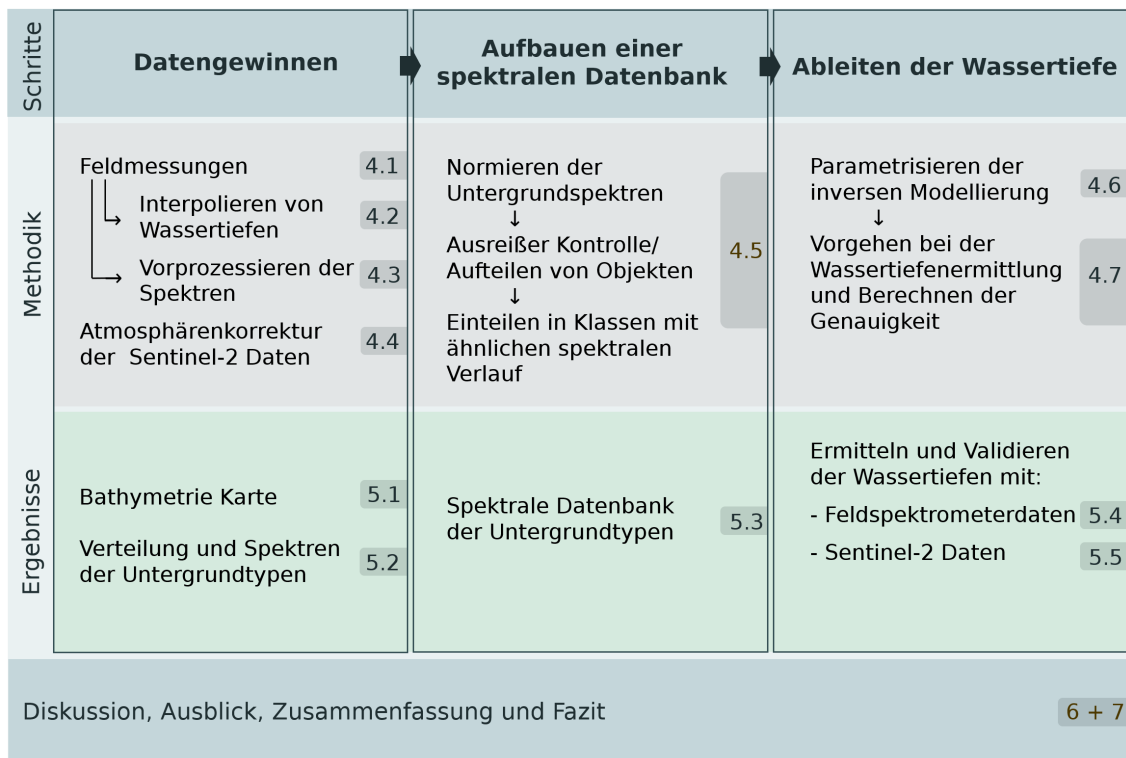 Schritte
Datengewinnen
Aufbauen einer
spektralen Datenbank
Ableiten der Wassertiefe
Methodik
Feldmessungen
4.1
Interpolieren von
Wassertiefen
4.2
Vorprozessieren der
Spektren
4.3
Atmosphärenkorrektur
der Sentinel-2 Daten
4.4
Normieren der
Untergrundspektren
↓
Ausreißer Kontrolle/
Aufteilen von Objekten
↓
Einteilen in Klassen mit
ähnlichen spektralen
Verlauf
4.5
Parametrisieren der
inversen Modellierung
4.6
↓
Vorgehen bei der
Wassertiefenermittlung
und Berechnen der
Genauigkeit
4.7
Ergebnisse
Bathymetrie Karte
5.1
Verteilung und Spektren
der Untergrundtypen
5.2
Spektrale Datenbank
der Untergrundtypen
5.3
Ermitteln und Validieren
der Wassertiefen mit:
- Feldspektrometerdaten
5.4
- Sentinel-2 Daten
5.5
Diskussion, Ausblick, Zusammenfassung und Fazit
6 + 7